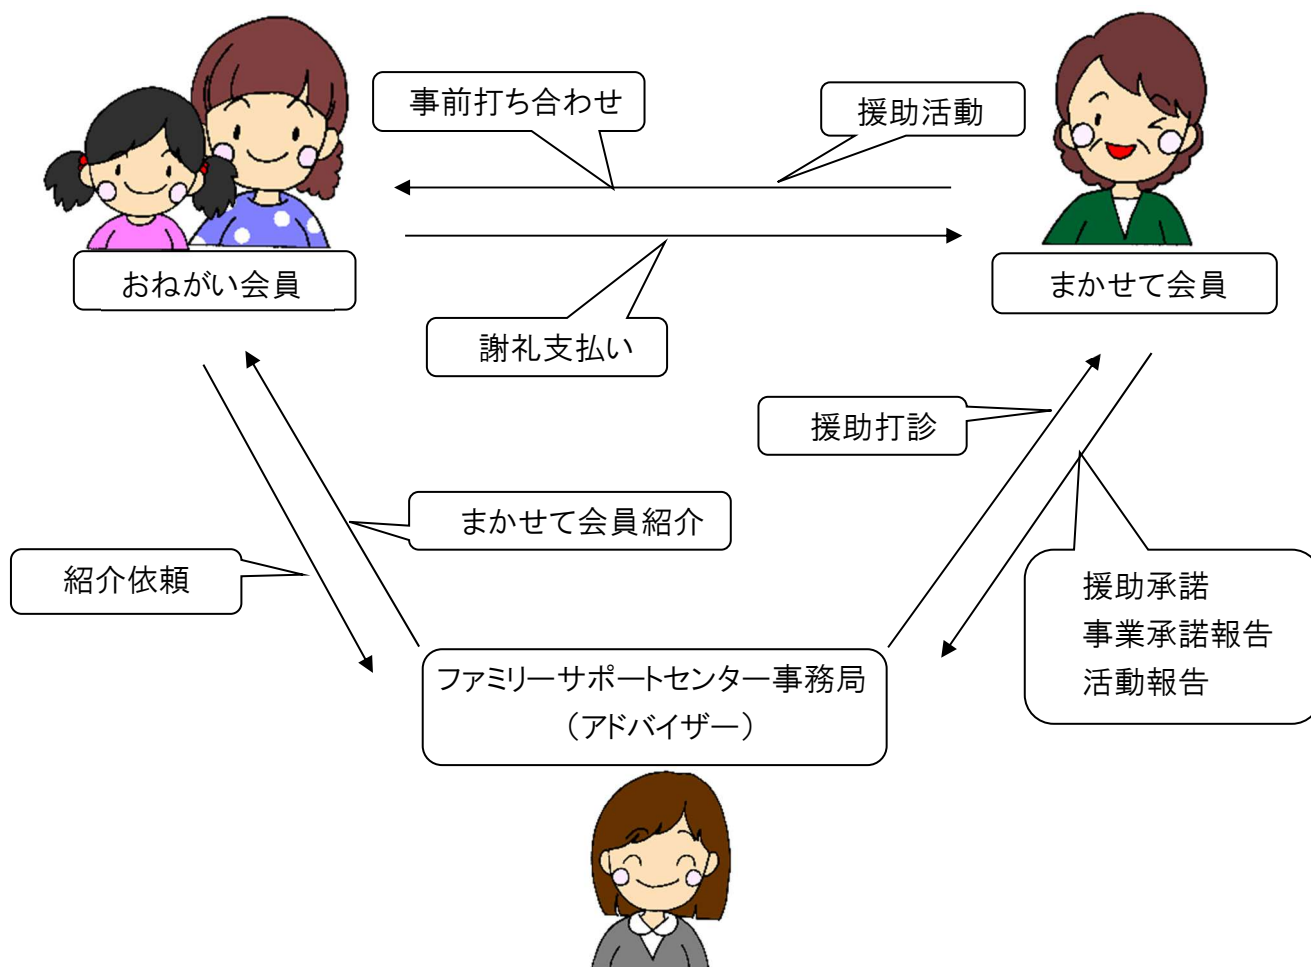 事前打ち合わせ
援助活動
おねがい会員
まかせて会員
謝礼支払い
援助打診
まかせて会員紹介
紹介依頼
援助承諾
事業承諾報告
活動報告
ファミリーサポートセンター事務局
（アドバイザー）